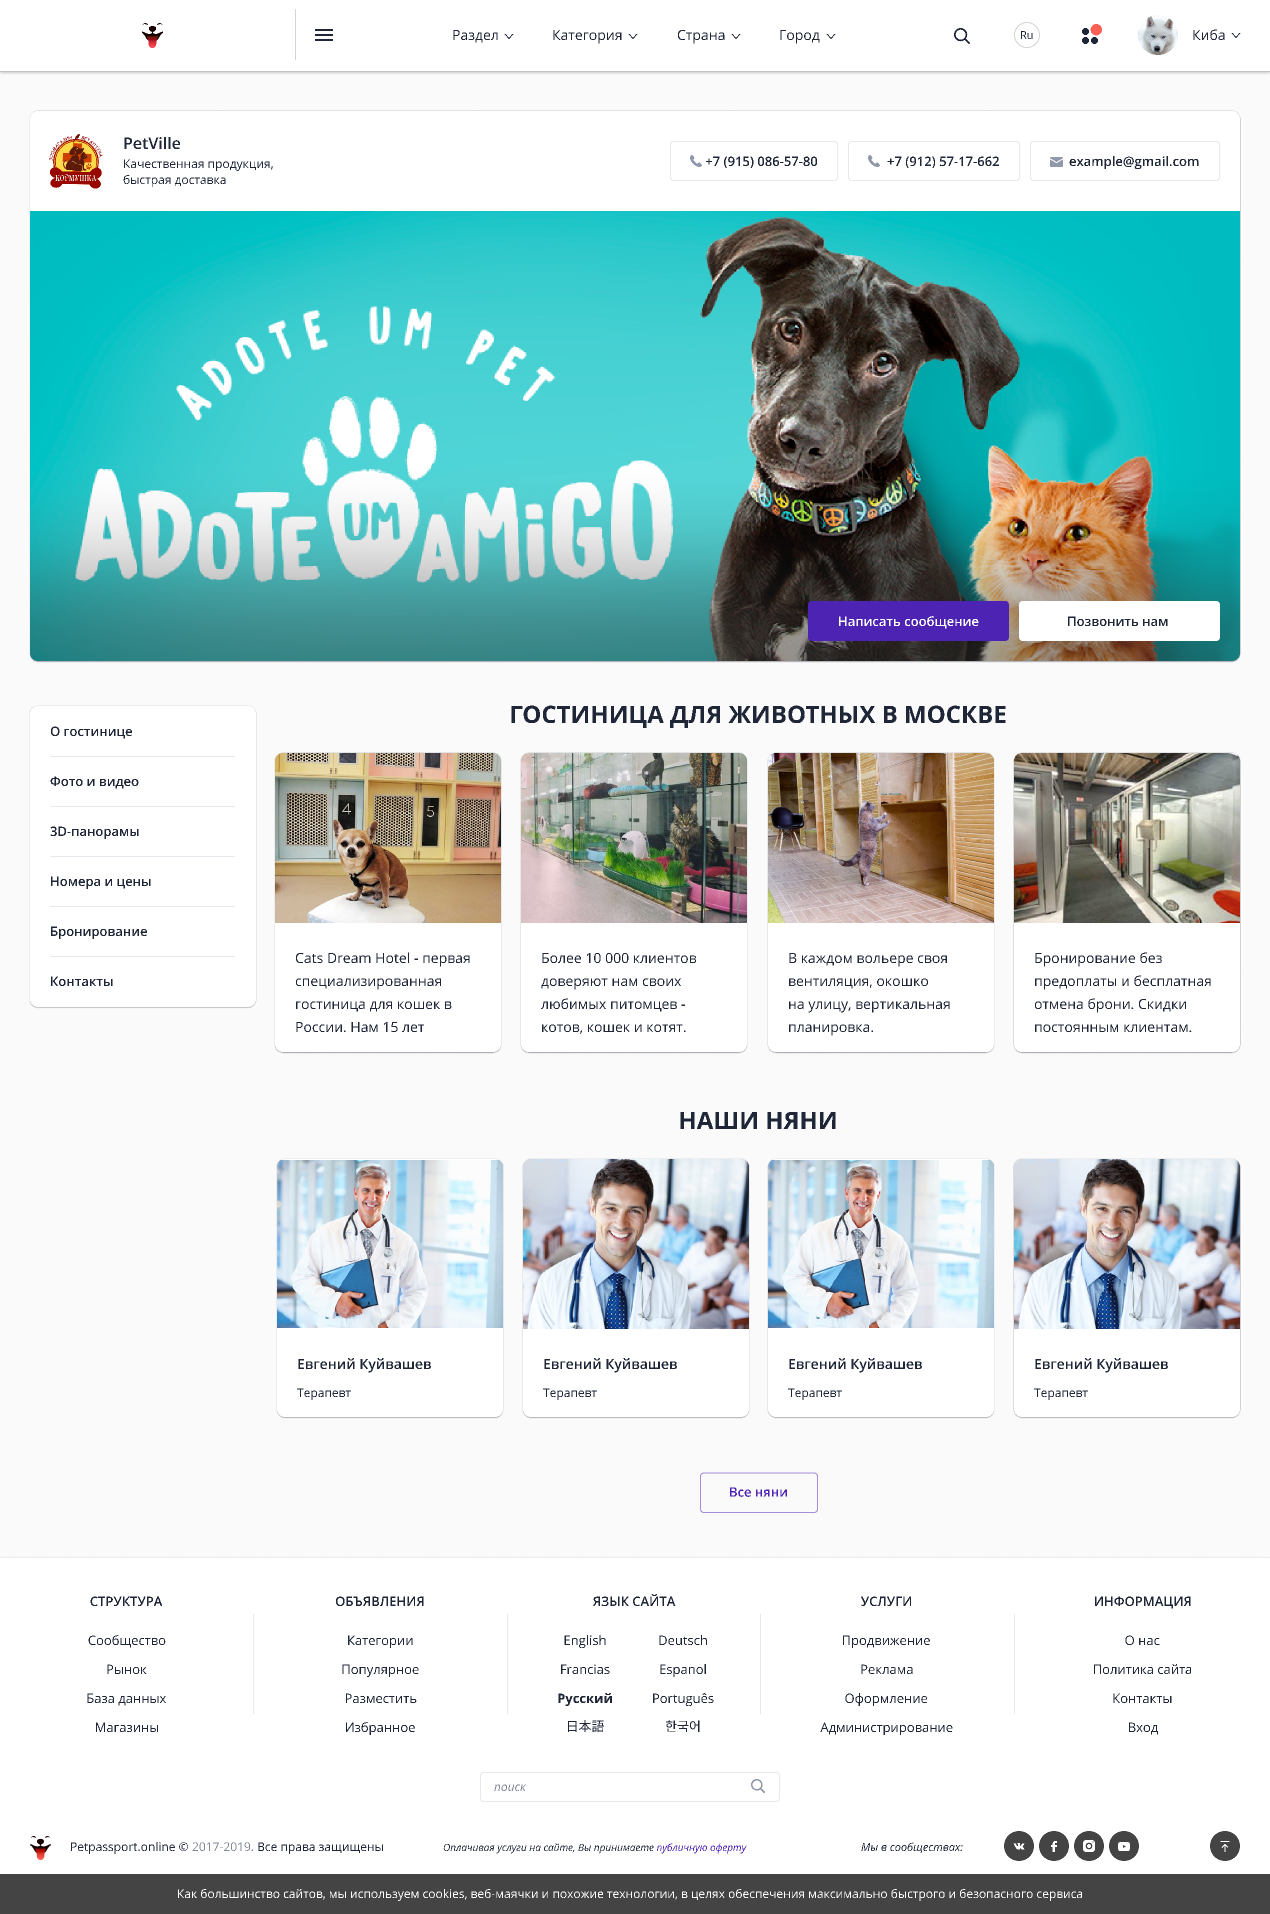 Раздел
Категория
Страна
Город
Ru
Киба
КОРМУШКА
PetVille
Качественная продукция,
быстрая доставка
+7 (915) 086-57-80
+7 (912) 57-17-662
example@gmail.com
ADOTE UM PET
ADOTE UM AMIGO
Написать сообщение
Позвонить нам
О гостинице
Фото и видео
3D-панорамы
Номера и цены
Бронирование
Контакты
ГОСТИНИЦА ДЛЯ ЖИВОТНЫХ В МОСКВЕ
4
5
Cats Dream Hotel - первая
специализированная
гостиница для кошек в
России. Нам 15 лет
Более 10 000 клиентов
доверяют нам своих
любимых питомцев -
котов, кошек и котят.
В каждом вольере своя
вентиляция, окошко
на улицу, вертикальная
планировка.
Бронирование без
предоплаты и бесплатная
отмена брони. Скидки
постоянным клиентам.
НАШИ НЯНИ
Евгений Куйвашев
Терапевт
Евгений Куйвашев
Терапевт
Евгений Куйвашев
Терапевт
Евгений Куйвашев
Терапевт
Все няни
СТРУКТУРА
Сообщество
Рынок
База данных
Магазины
ОБЪЯВЛЕНИЯ
Категории
Популярное
Разместить
Избранное
ЯЗЫК САЙТА
English
Deutsch
Francias
Espanol
Русский
Português
日本語
한국어
УСЛУГИ
Продвижение
Реклама
Оформление
Администрирование
ИНФОРМАЦИЯ
О нас
Политика сайта
Контакты
Вход
поиск
Petpassport.online © 2017-2019. Все права защищены
Оплачивая услуги на сайте, Вы принимаете публичную оферту
Мы в сообществах:
Как большинство сайтов, мы используем cookies, веб-маячки и похожие технологии, в целях обеспечения максимально быстрого и безопасного сервиса